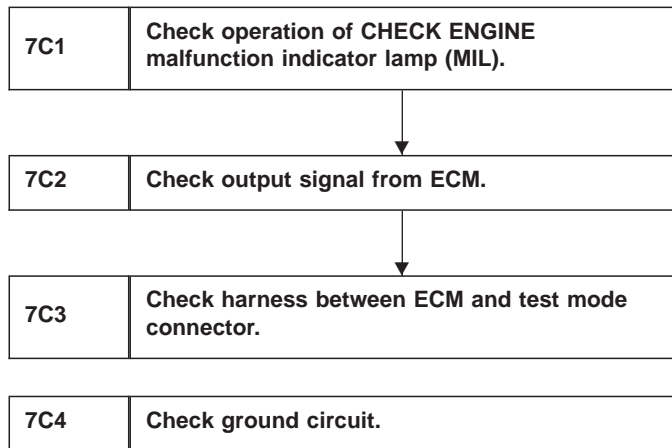 7C1
Check operation of CHECK ENGINE
malfunction indicator lamp (MIL).
7C2
Check output signal from ECM.
7C3
Check harness between ECM and test mode
connector.
7C4
Check ground circuit.